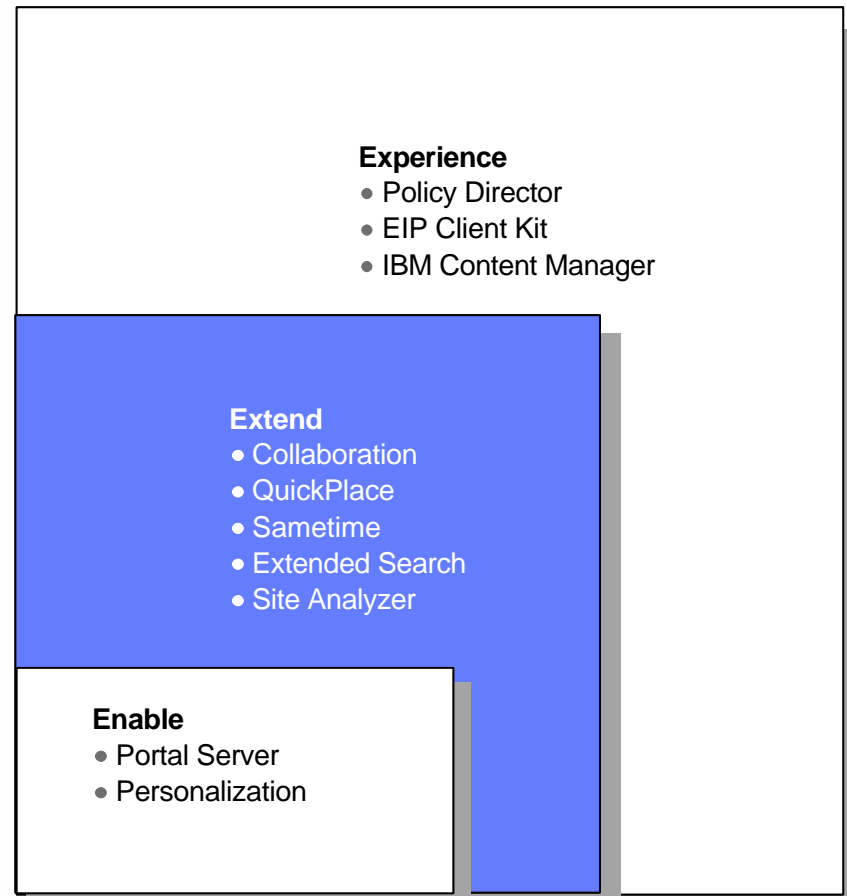 Experience
• Policy Director
• EIP Client Kit
• IBM Content Manager
Extend
• Collaboration
• QuickPlace
• Sametime
• Extended Search
• Site Analyzer
Enable
• Portal Server
• Personalization